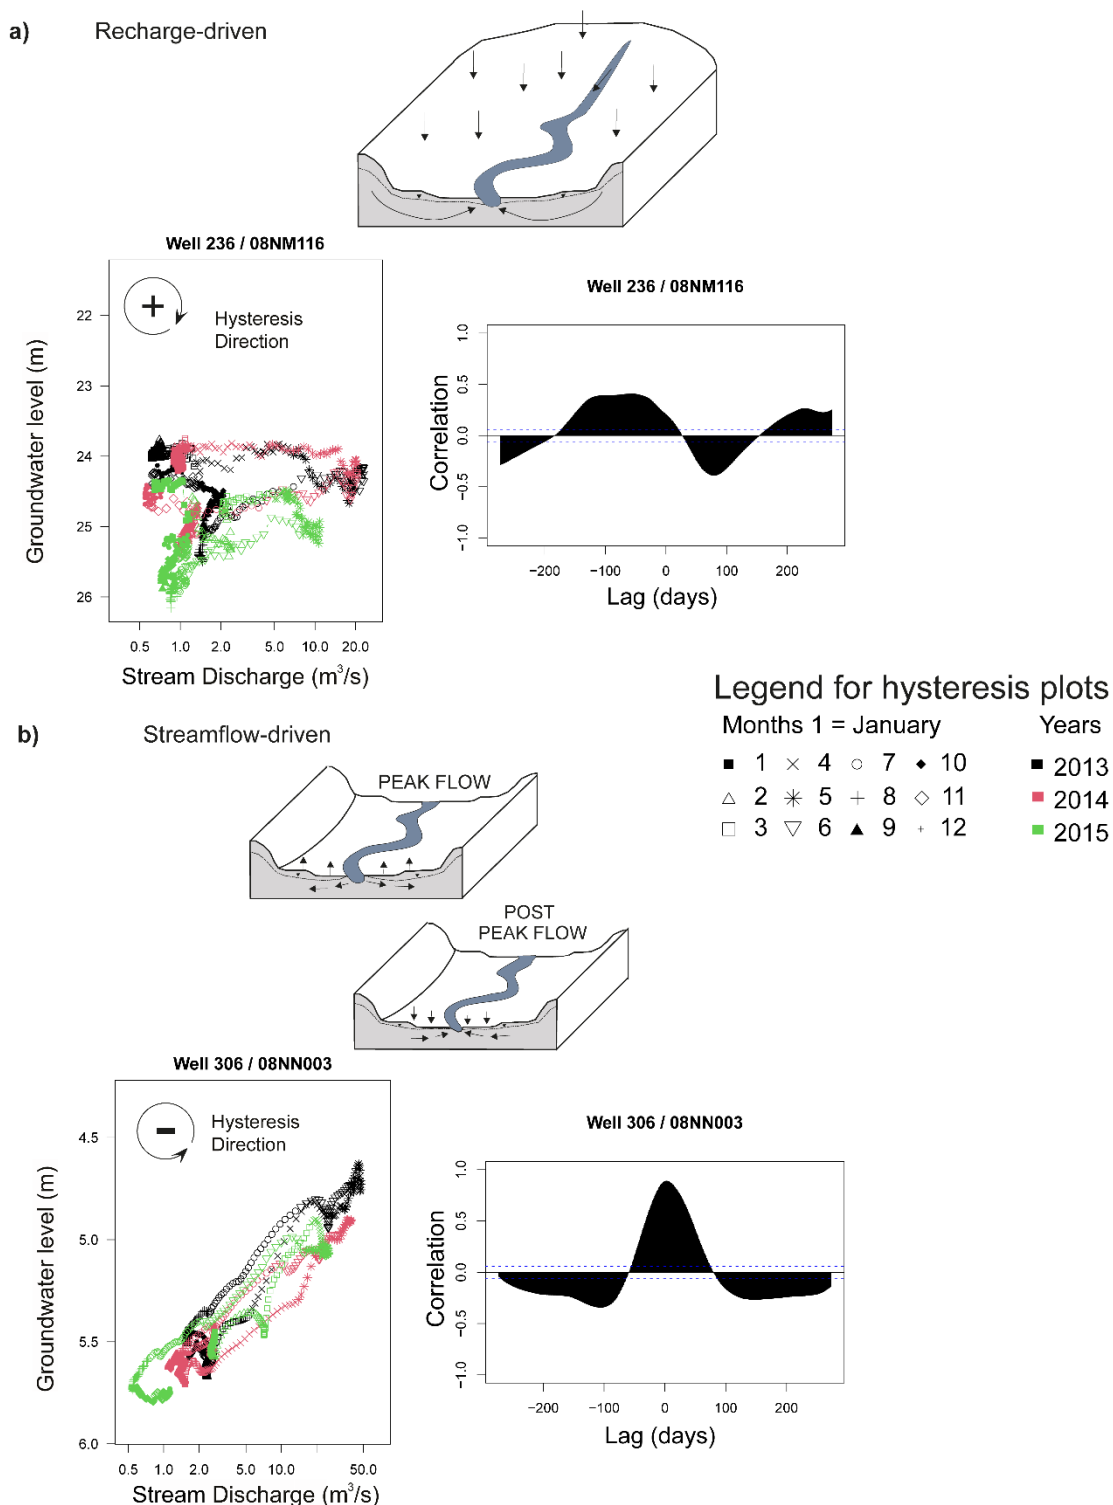 a) Recharge-driven
Well 236 / 08NM116
+
Hysteresis
Direction
Groundwater level (m)
22
23
24
25
26
0.5 1.0 2.0 5.0 10.0 20.0
Stream Discharge (m³/s)
Well 236 / 08NM116
Correlation
1.0
0.5
0.0
−0.5
−1.0
−200 −100 0 100 200
Lag (days)
Legend for hysteresis plots
Months 1 = January Years
1 4 7 10 2013
2 5 8 11 2014
3 6 9 12 2015
b) Streamflow-driven
PEAK FLOW
POST
PEAK FLOW
Well 306 / 08NN003
-
Hysteresis
Direction
Groundwater level (m)
4.5
5.0
5.5
6.0
0.5 1.0 2.0 5.0 10.0 50.0
Stream Discharge (m³/s)
Well 306 / 08NN003
Correlation
1.0
0.5
0.0
−0.5
−1.0
−200 −100 0 100 200
Lag (days)